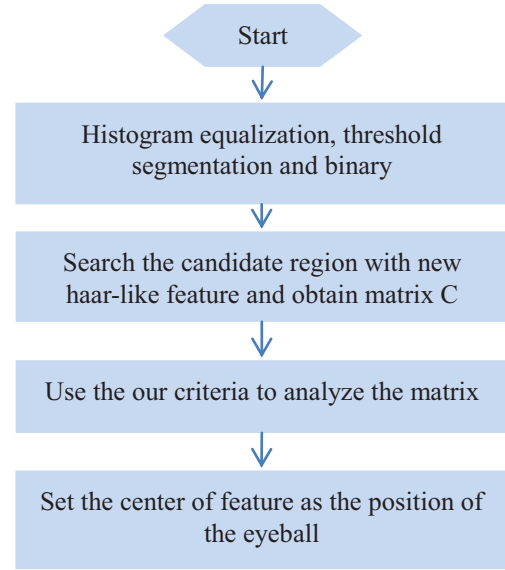 Start
Histogram equalization, threshold
segmentation and binary
Search the candidate region with new
haar-like feature and obtain matrix C
Use the our criteria to analyze the matrix
Set the center of feature as the position of
the eyeball